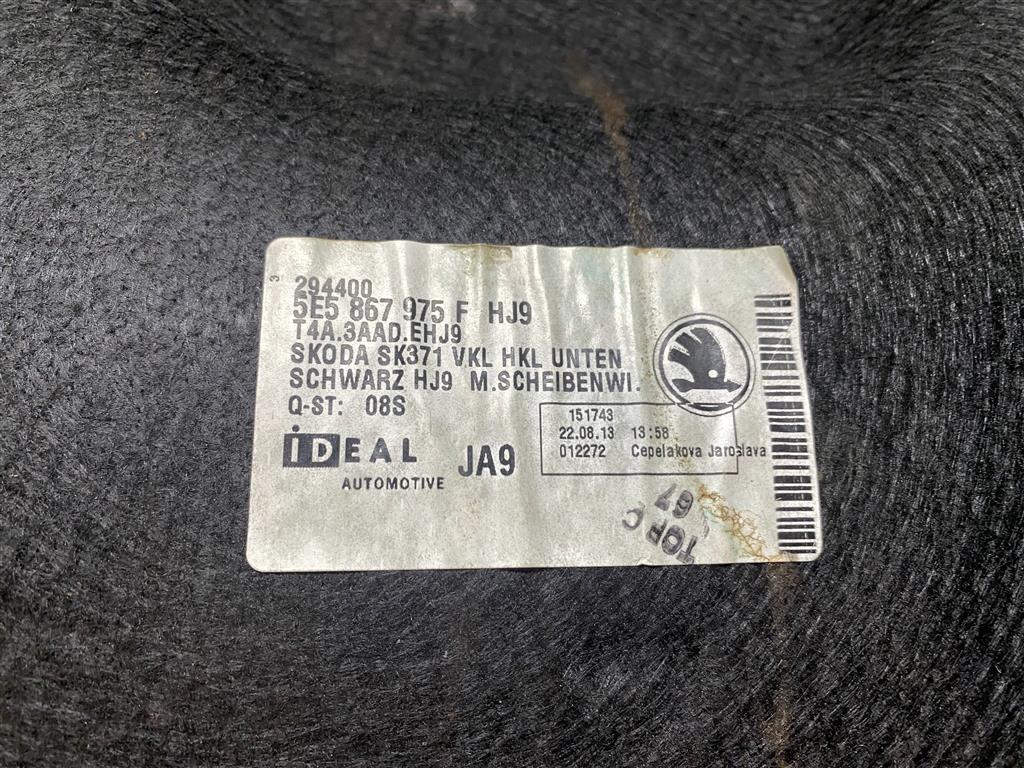 3
294400
5E5 867 975 F HJ9
T4A.3AAD.EHJ9
SKODA SK371 VKL HKL UNTEN
SCHWARZ HJ9 M.SCHEIBENWI.
Q-ST: 08S
iDEAL
AUTOMOTIVE
JA9
151743
22.08.13 13:58
012272 Cepelakova Jaroslava
TOP C
67